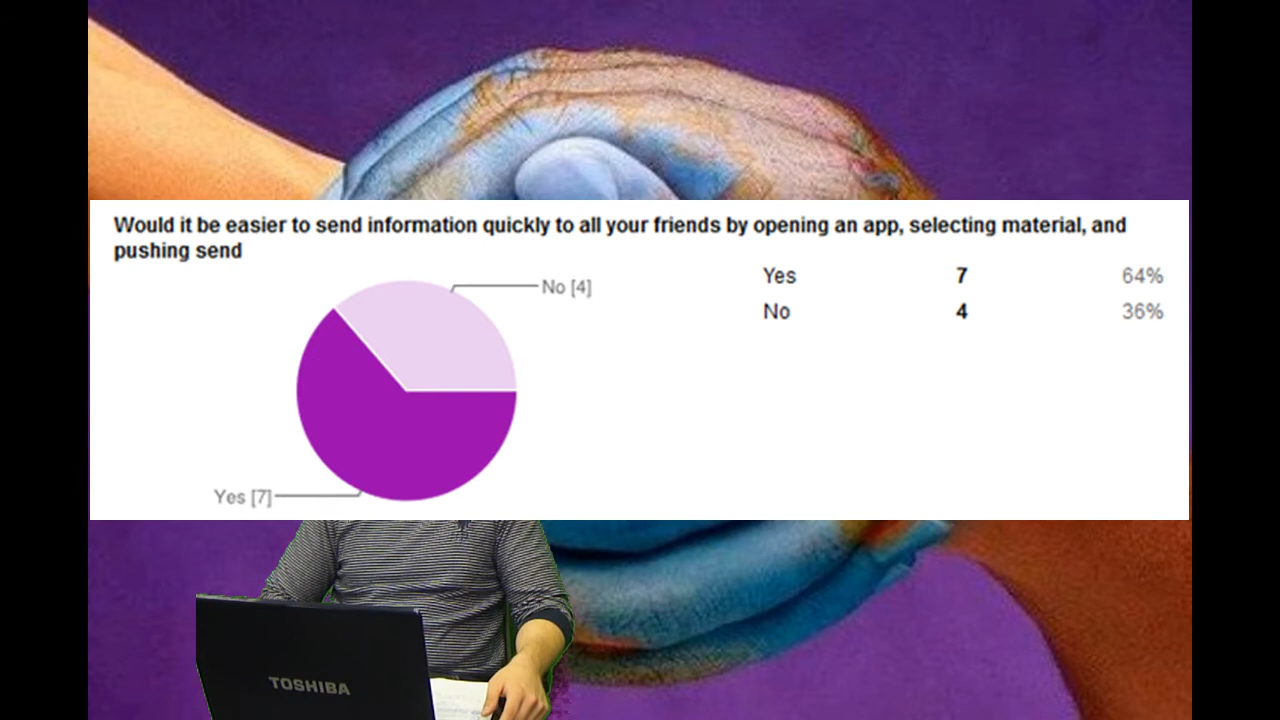 Would it be easier to send information quickly to all your friends by opening an app, selecting material, and
pushing send
No [4]
Yes [7]
Yes 7 64%
No 4 36%
TOSHIBA